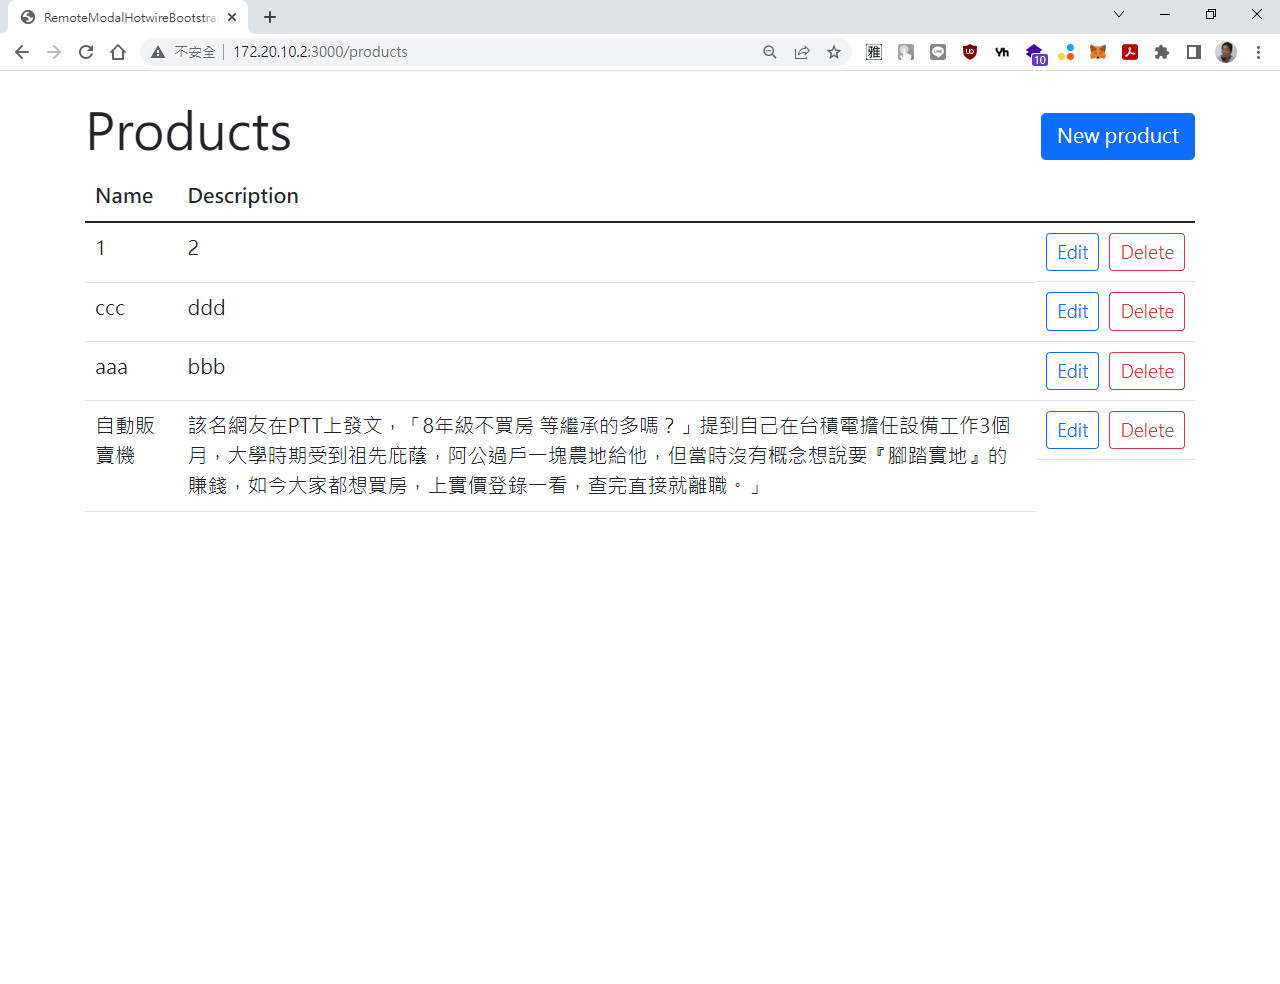 RemoteModalHotwireBootstra
不安全 | 172.20.10.2:3000/products
雅 UD Yh 10
Products
New product
Name Description
1 2 Edit Delete
ccc ddd Edit Delete
aaa bbb Edit Delete
自動販賣機
該名網友在PTT上發文，「8年級不買房 等繼承的多嗎？」提到自己在台積電擔任設備工作3個
月，大學時期受到祖先庇蔭，阿公過戶一塊農地給他，但當時沒有概念想說要『腳踏實地』的
賺錢，如今大家都想買房，上實價登錄一看，查完直接就離職。」
Edit Delete